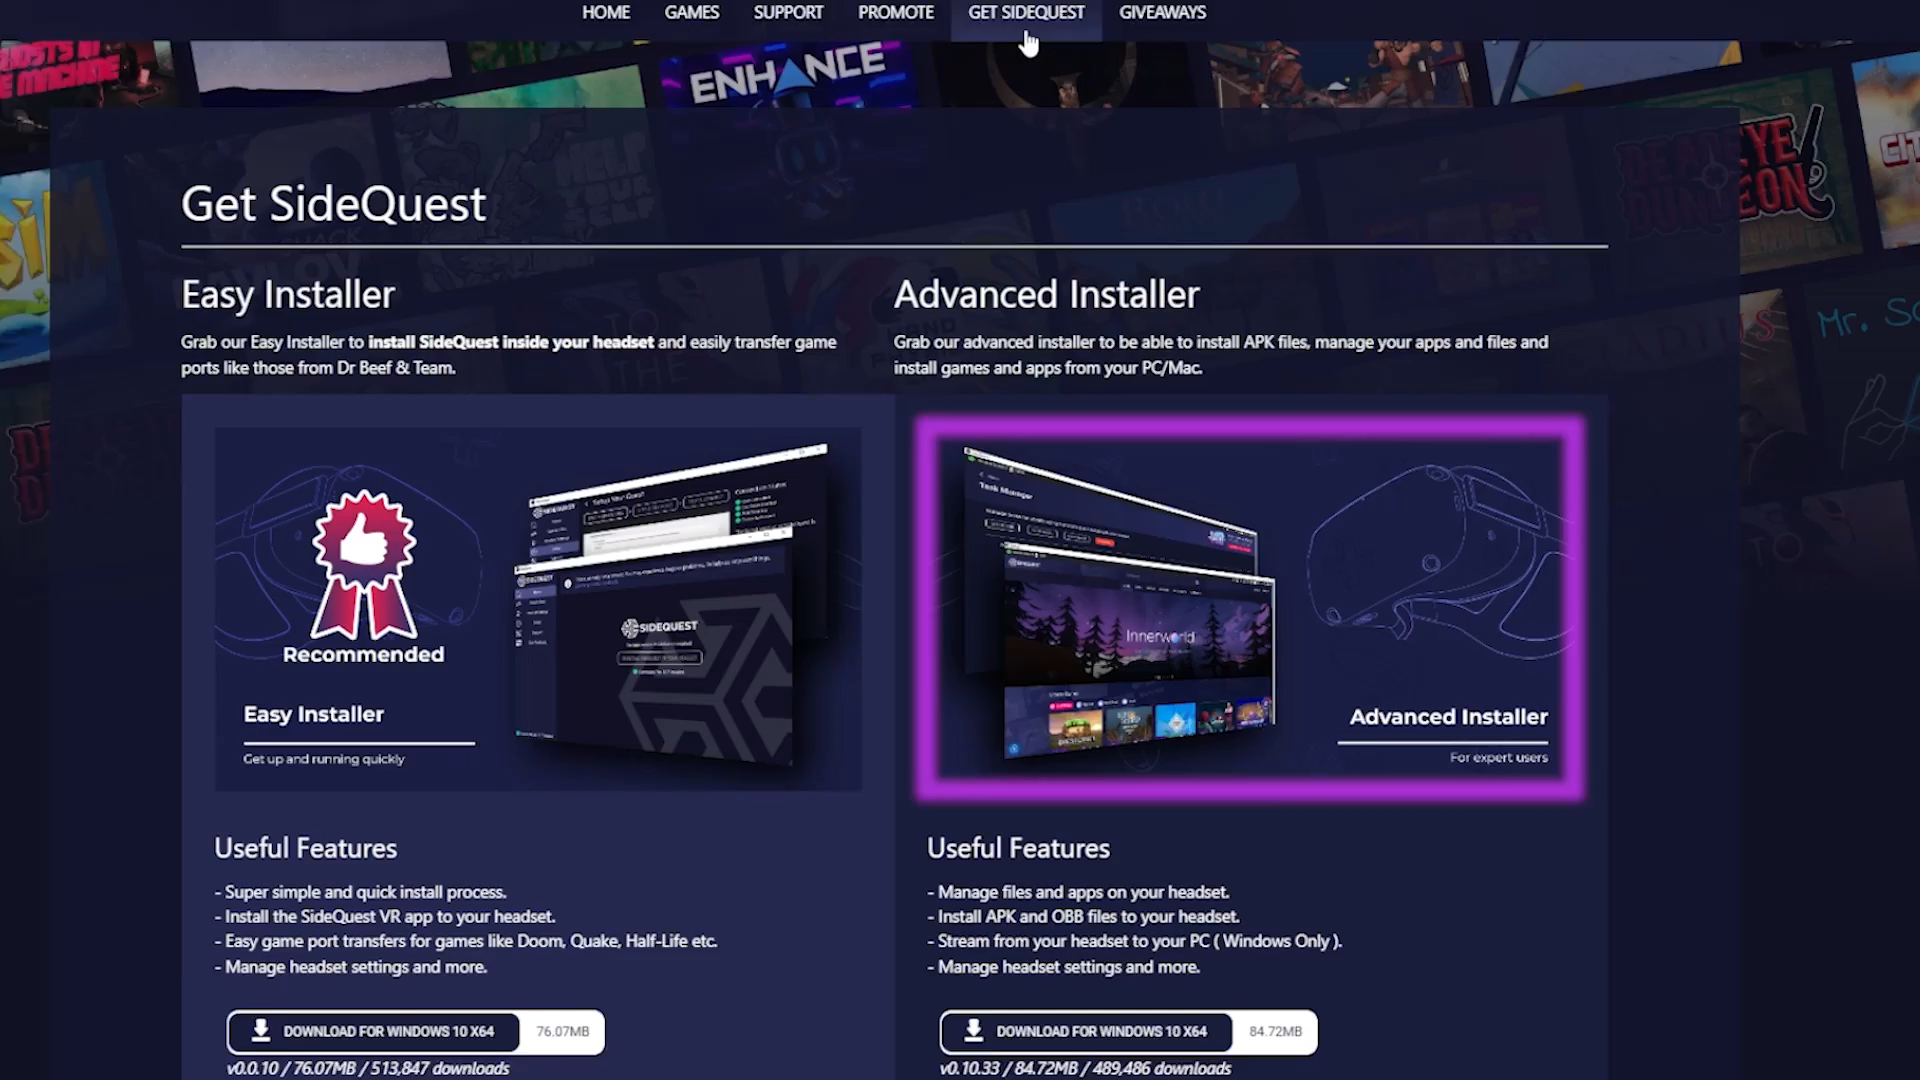 HOME GAMES SUPPORT PROMOTE GET SIDEQUEST GIVEAWAYS
ENHANCE
Get SideQuest
Easy Installer
Grab our Easy Installer to install SideQuest inside your headset and easily transfer game
ports like those from Dr Beef & Team.
Advanced Installer
Grab our advanced installer to be able to install APK files, manage your apps and files and
install games and apps from your PC/Mac.
Recommended
Easy Installer
Get up and running quickly
SIDEQUEST
Task Manager
Innerworld
Advanced Installer
For expert users
Useful Features
- Super simple and quick install process.
- Install the SideQuest VR app to your headset.
- Easy game port transfers for games like Doom, Quake, Half-Life etc.
- Manage headset settings and more.
DOWNLOAD FOR WINDOWS 10 X64 76.07MB
v0.0.10 / 76.07MB / 513,847 downloads
Useful Features
- Manage files and apps on your headset.
- Install APK and OBB files to your headset.
- Stream from your headset to your PC ( Windows Only ).
- Manage headset settings and more.
DOWNLOAD FOR WINDOWS 10 X64 84.72MB
v0.10.33 / 84.72MB / 489,486 downloads
DEADEYE
DUNGEON
Mr. Sc